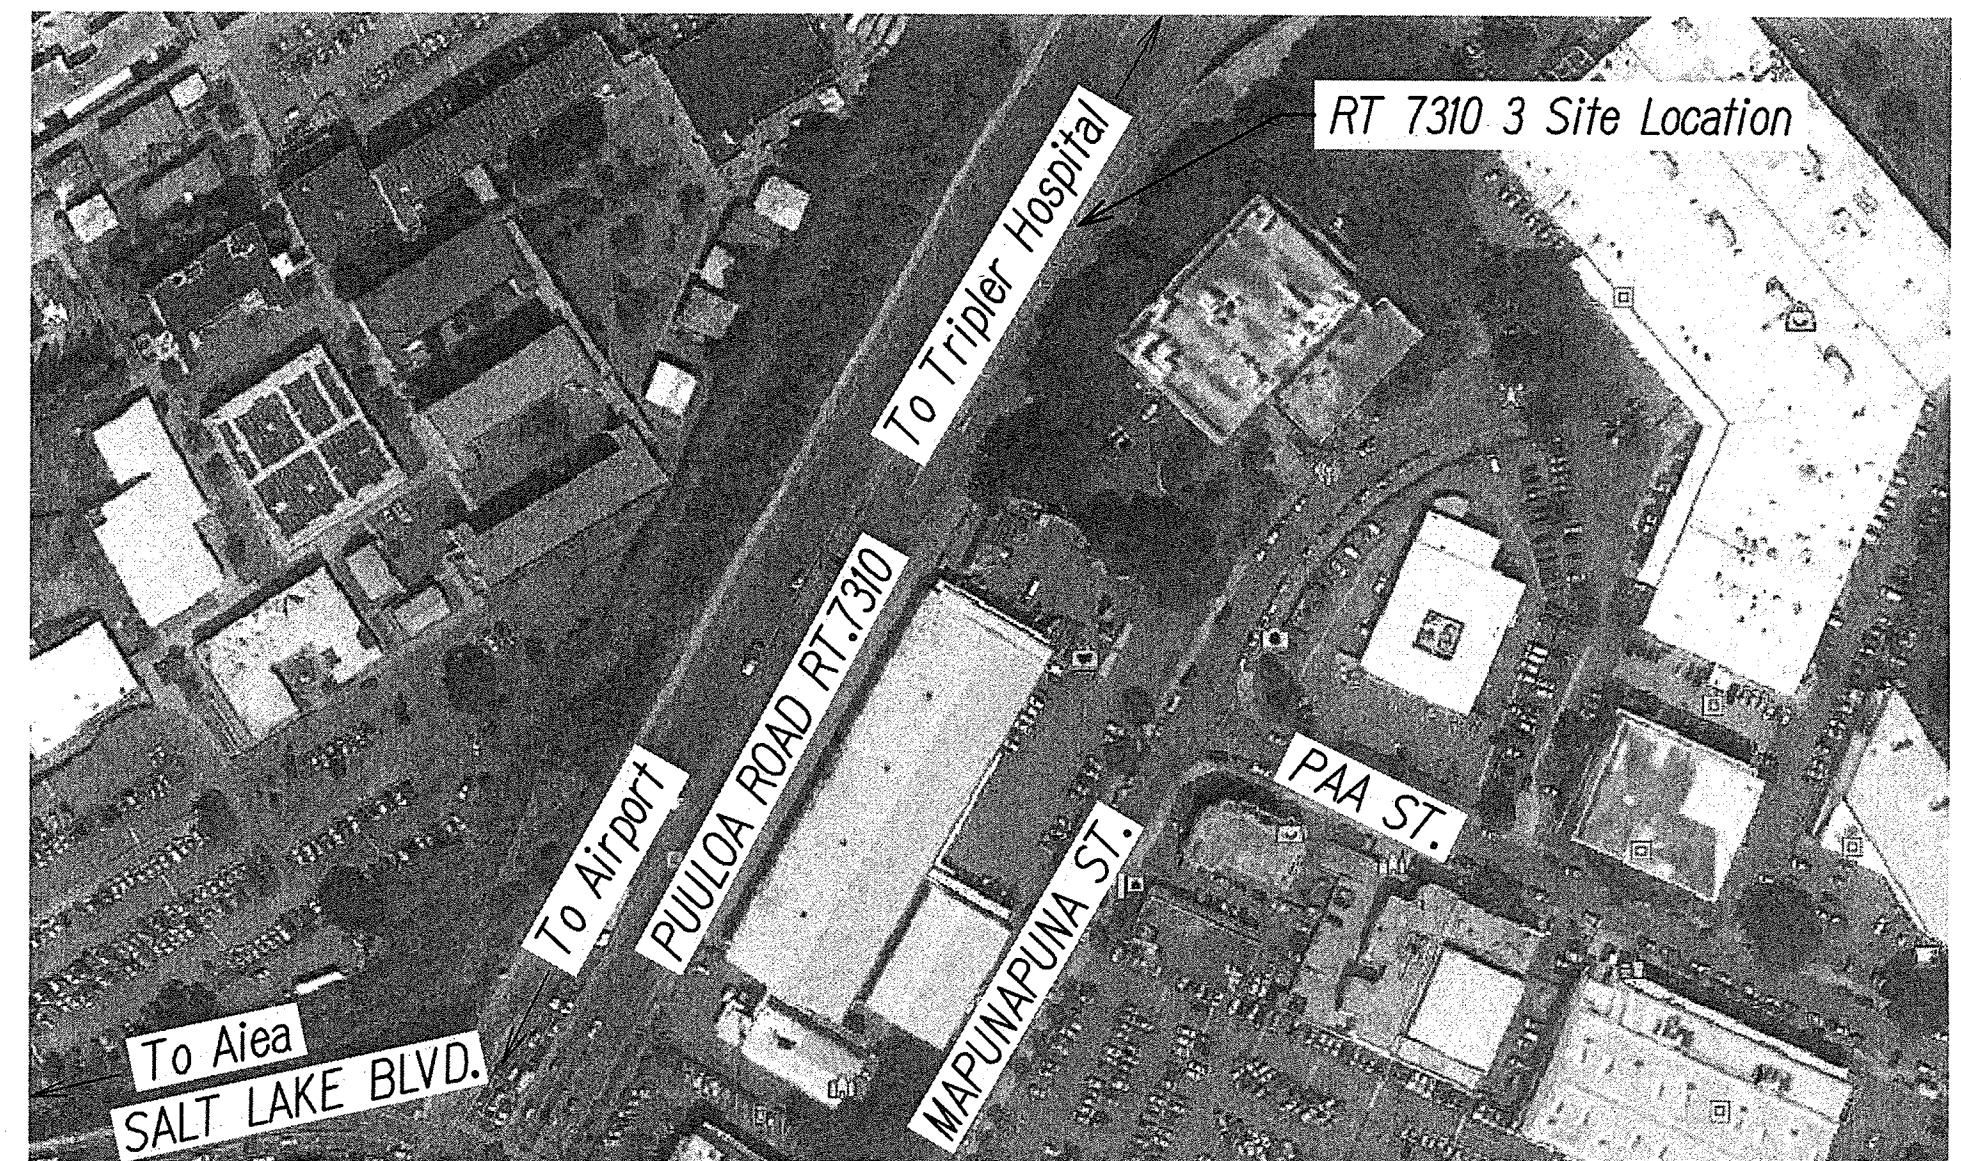 RT 7310 3 Site Location
To Tripler Hospital
PUULOA ROAD RT.7310
To Airport
PAA ST.
MAPUNAPUNA ST.
To Aiea
SALT LAKE BLVD.